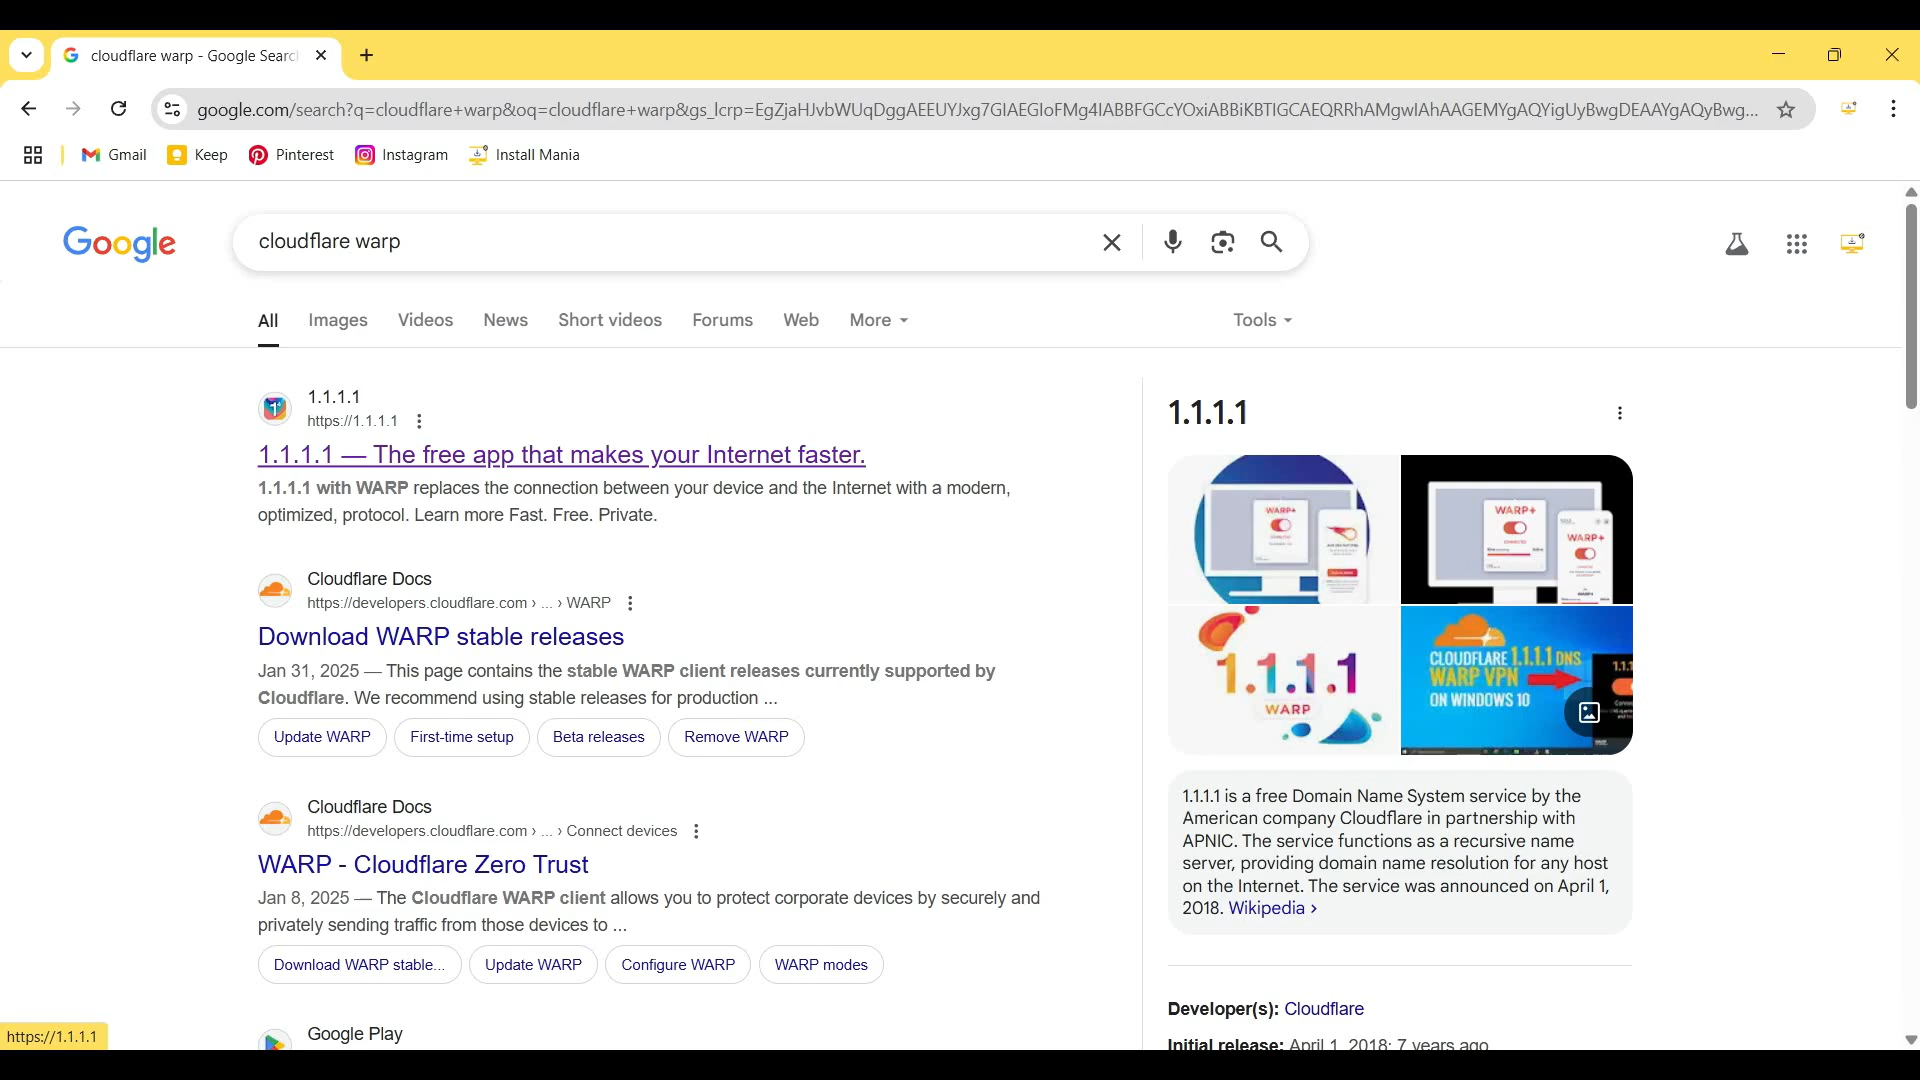 cloudflare warp - Google Searc
google.com/search?q=cloudflare+warp&oq=cloudflare+warp&gs_lcrp=EgZjaHJvbWUqDggAEEUYJxg7GIAEGIoFMg4IABBFGCcYOxiABBiKBTIGCAEQRRhAMgwIAhAAGEMYgAQYigUyBwgDEAAYgAQyBwg...
Gmail
Keep
Pinterest
Instagram
Install Mania
Google
cloudflare warp
All
Images
Videos
News
Short videos
Forums
Web
More
Tools
1.1.1.1
https://1.1.1.1
1.1.1.1 — The free app that makes your Internet faster.
1.1.1.1 with WARP replaces the connection between your device and the Internet with a modern,
optimized, protocol. Learn more Fast. Free. Private.
Cloudflare Docs
https://developers.cloudflare.com › ... › WARP
Download WARP stable releases
Jan 31, 2025 — This page contains the stable WARP client releases currently supported by
Cloudflare. We recommend using stable releases for production ...
Update WARP
First-time setup
Beta releases
Remove WARP
Cloudflare Docs
https://developers.cloudflare.com › ... › Connect devices
WARP - Cloudflare Zero Trust
Jan 8, 2025 — The Cloudflare WARP client allows you to protect corporate devices by securely and
privately sending traffic from those devices to ...
Download WARP stable...
Update WARP
Configure WARP
WARP modes
Google Play
https://1.1.1.1
1.1.1.1
WARP+
WARP+
WARP+
1.1.1.1
WARP
CLOUDFLARE 1.1.1.1 DNS
WARP VPN
ON WINDOWS 10
1.1.1.1 is a free Domain Name System service by the
American company Cloudflare in partnership with
APNIC. The service functions as a recursive name
server, providing domain name resolution for any host
on the Internet. The service was announced on April 1,
2018. Wikipedia ›
Developer(s): Cloudflare
Initial release: April 1, 2018; 7 years ago